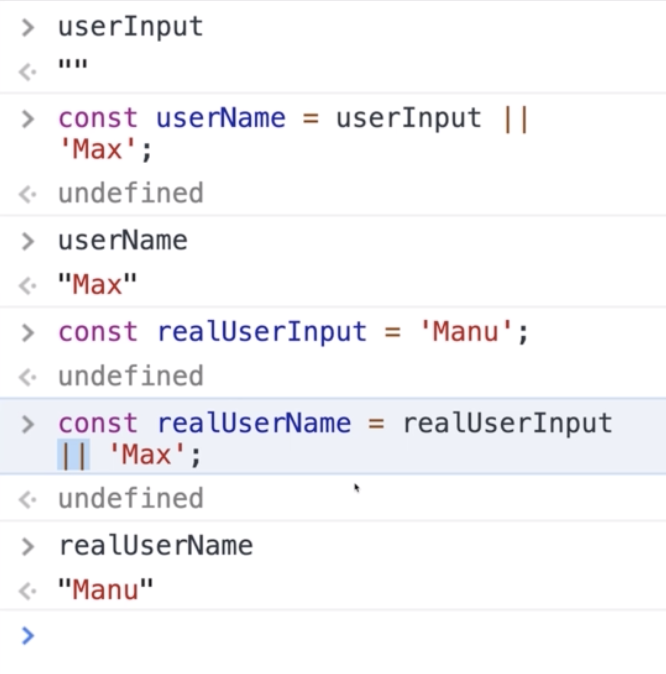 > userInput
<· ""
> const userName = userInput ||
'Max';
<· undefined
> userName
<· "Max"
> const realUserInput = 'Manu';
<· undefined
> const realUserName = realUserInput
|| 'Max';
<· undefined
> realUserName
<· "Manu"
>